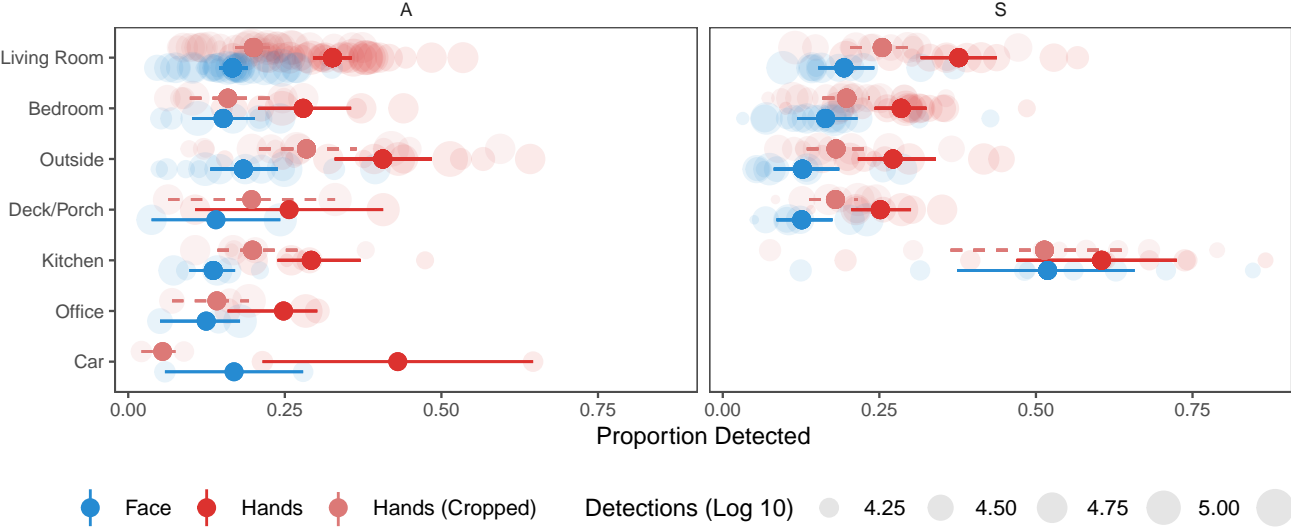 A S
Living Room
Bedroom
Outside
Deck/Porch
Kitchen
Office
Car
0.00 0.25 0.50 0.75 0.00 0.25 0.50 0.75
Proportion Detected
Face Hands Hands (Cropped) Detections (Log 10) 4.25 4.50 4.75 5.00